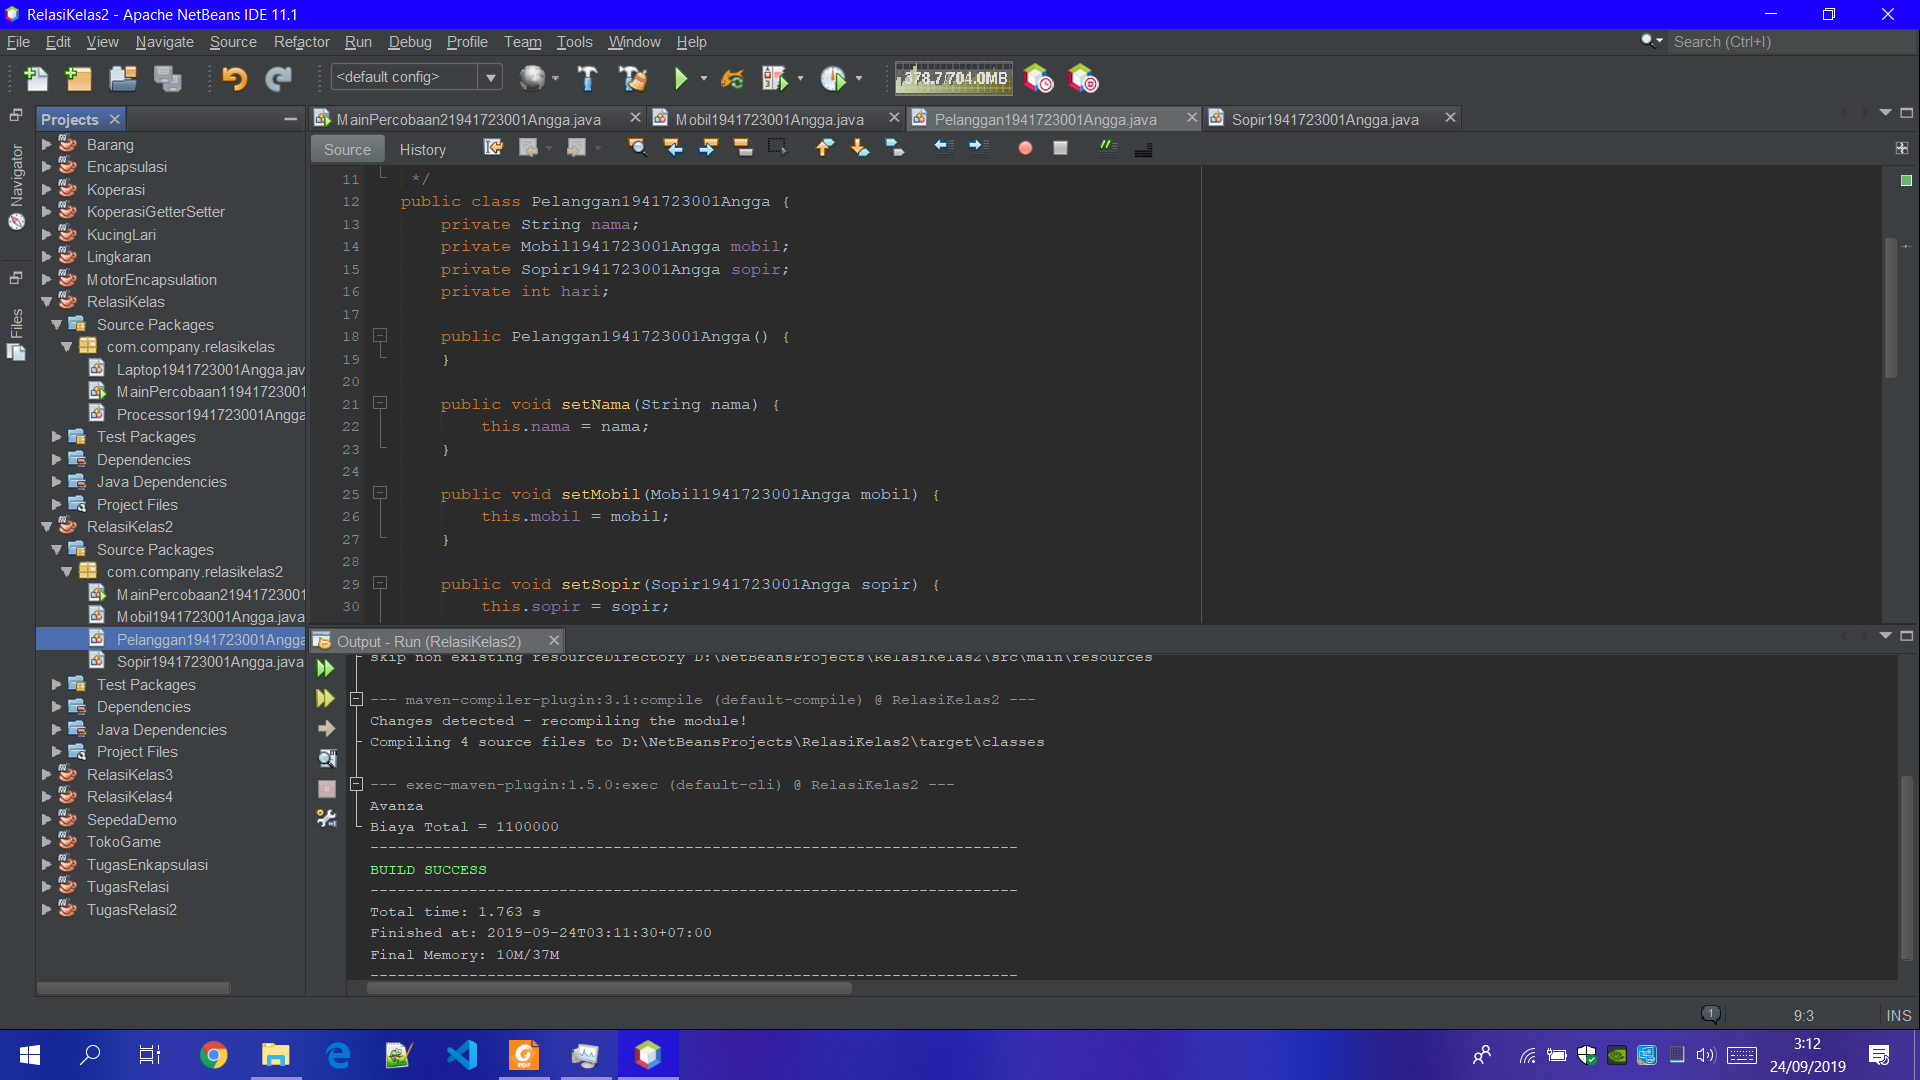 RelasiKelas2 - Apache NetBeans IDE 11.1
File Edit View Navigate Source Refactor Run Debug Profile Team Tools Window Help
Search (Ctrl+I)
<default config>
378.7/704.0MB
Projects
Navigator
Files
Barang
Encapsulasi
Koperasi
KoperasiGetterSetter
KucingLari
Lingkaran
MotorEncapsulation
RelasiKelas
Source Packages
com.company.relasikelas
Laptop1941723001Angga.jav
MainPercobaan11941723001
Processor1941723001Angga
Test Packages
Dependencies
Java Dependencies
Project Files
RelasiKelas2
Source Packages
com.company.relasikelas2
MainPercobaan21941723001
Mobil1941723001Angga.java
Pelanggan1941723001Angga
Sopir1941723001Angga.java
Test Packages
Dependencies
Java Dependencies
Project Files
RelasiKelas3
RelasiKelas4
SepedaDemo
TokoGame
TugasEnkapsulasi
TugasRelasi
TugasRelasi2
MainPercobaan21941723001Angga.java
Mobil1941723001Angga.java
Pelanggan1941723001Angga.java
Sopir1941723001Angga.java
Source History
11 */
12 public class Pelanggan1941723001Angga {
13 private String nama;
14 private Mobil1941723001Angga mobil;
15 private Sopir1941723001Angga sopir;
16 private int hari;
17
18 public Pelanggan1941723001Angga() {
19 }
20
21 public void setNama(String nama) {
22 this.nama = nama;
23 }
24
25 public void setMobil(Mobil1941723001Angga mobil) {
26 this.mobil = mobil;
27 }
28
29 public void setSopir(Sopir1941723001Angga sopir) {
30 this.sopir = sopir;
Output - Run (RelasiKelas2)
skip non existing resourceDirectory D:\NetBeansProjects\RelasiKelas2\src\main\resources
--- maven-compiler-plugin:3.1:compile (default-compile) @ RelasiKelas2 ---
Changes detected - recompiling the module!
Compiling 4 source files to D:\NetBeansProjects\RelasiKelas2\target\classes
--- exec-maven-plugin:1.5.0:exec (default-cli) @ RelasiKelas2 ---
Avanza
Biaya Total = 1100000
------------------------------------------------------------------------
BUILD SUCCESS
------------------------------------------------------------------------
Total time: 1.763 s
Finished at: 2019-09-24T03:11:30+07:00
Final Memory: 10M/37M
------------------------------------------------------------------------
1
9:3
INS
3:12
24/09/2019